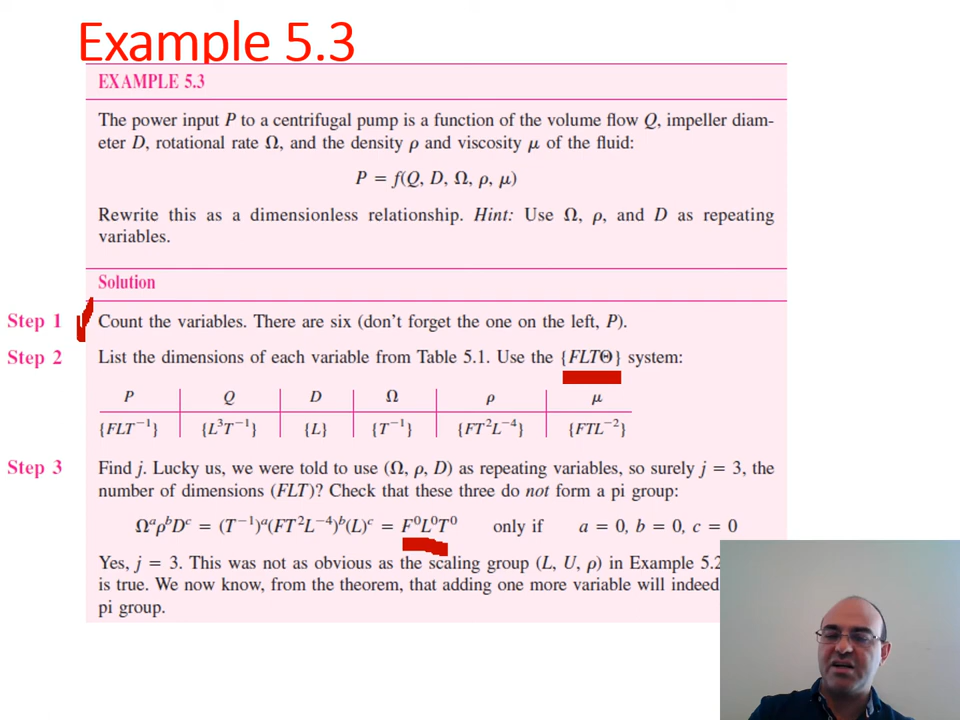 Example 5.3
EXAMPLE 5.3
The power input P to a centrifugal pump is a function of the volume flow Q, impeller diam-
eter D, rotational rate Ω, and the density ρ and viscosity μ of the fluid:
P = f(Q, D, Ω, ρ, μ)
Rewrite this as a dimensionless relationship. Hint: Use Ω, ρ, and D as repeating
variables.
Solution
Step 1 Count the variables. There are six (don't forget the one on the left, P).
Step 2 List the dimensions of each variable from Table 5.1. Use the {FLTΘ} system:
P Q D Ω ρ μ
{FLT⁻¹} {L³T⁻¹} {L} {T⁻¹} {FT²L⁻⁴} {FTL⁻²}
Step 3 Find j. Lucky us, we were told to use (Ω, ρ, D) as repeating variables, so surely j = 3, the
number of dimensions (FLT)? Check that these three do not form a pi group:
ΩᵃρᵇDᶜ = (T⁻¹)ᵃ(FT²L⁻⁴)ᵇ(L)ᶜ = F⁰L⁰T⁰ only if a = 0, b = 0, c = 0
Yes, j = 3. This was not as obvious as the scaling group (L, U, ρ) in Example 5.2
is true. We now know, from the theorem, that adding one more variable will indeed
pi group.